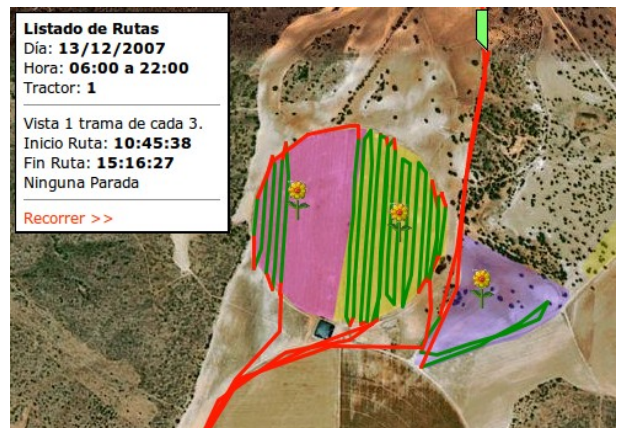 Listado de Rutas
Día: 13/12/2007
Hora: 06:00 a 22:00
Tractor: 1
Vista 1 trama de cada 3.
Inicio Ruta: 10:45:38
Fin Ruta: 15:16:27
Ninguna Parada
Recorrer >>